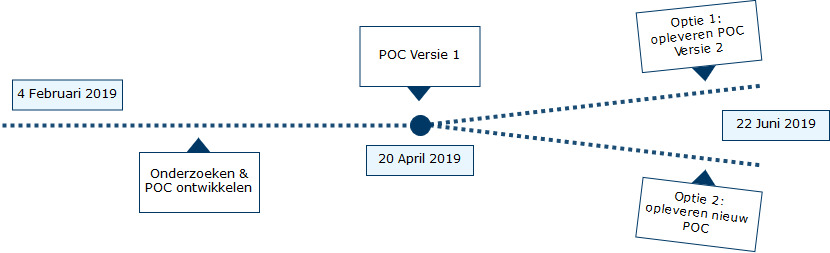 4 Februari 2019
Onderzoeken &
POC ontwikkelen
POC Versie 1
20 April 2019
Optie 1:
opleveren POC
Versie 2
22 Juni 2019
Optie 2:
opleveren nieuw
POC